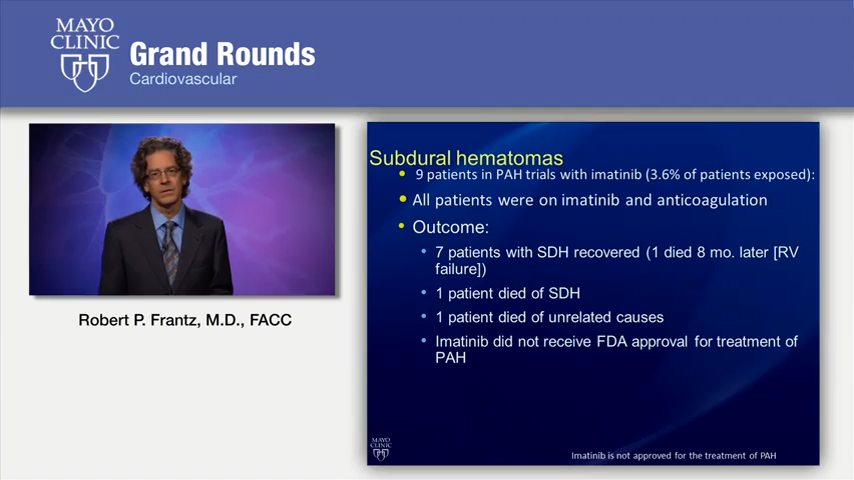 MAYO
CLINIC
Grand Rounds
Cardiovascular
Robert P. Frantz, M.D., FACC
Subdural hematomas
• 9 patients in PAH trials with imatinib (3.6% of patients exposed):
• All patients were on imatinib and anticoagulation
• Outcome:
• 7 patients with SDH recovered (1 died 8 mo. later [RV
failure])
• 1 patient died of SDH
• 1 patient died of unrelated causes
• Imatinib did not receive FDA approval for treatment of
PAH
MAYO
CLINIC
Imatinib is not approved for the treatment of PAH